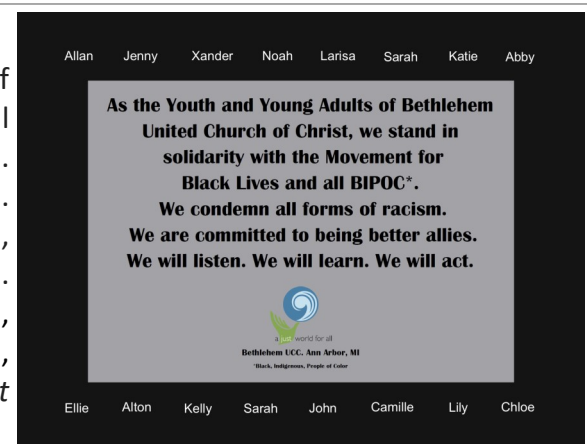 Allan Jenny Xander Noah Larisa Sarah Katie Abby
As the Youth and Young Adults of Bethlehem
United Church of Christ, we stand in
solidarity with the Movement for
Black Lives and all BIPOC*.
We condemn all forms of racism.
We are committed to being better allies.
We will listen. We will learn. We will act.
a just world for all
Bethlehem UCC. Ann Arbor, MI
*Black, Indigenous, People of Color
Ellie Alton Kelly Sarah John Camille Lily Chloe
f
l
.
.
,
.
,
,
t